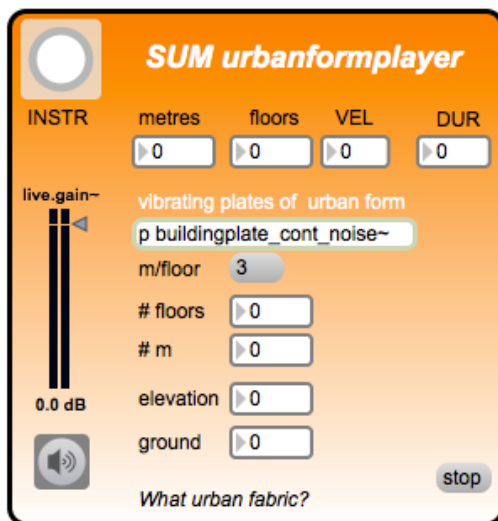 SUM urbanformplayer
INSTR metres floors VEL DUR
0 0 0 0
live.gain~
vibrating plates of urban form
p buildingplate_cont_noise~
m/floor 3
# floors 0
# m 0
0.0 dB
elevation 0
ground 0
stop
What urban fabric?